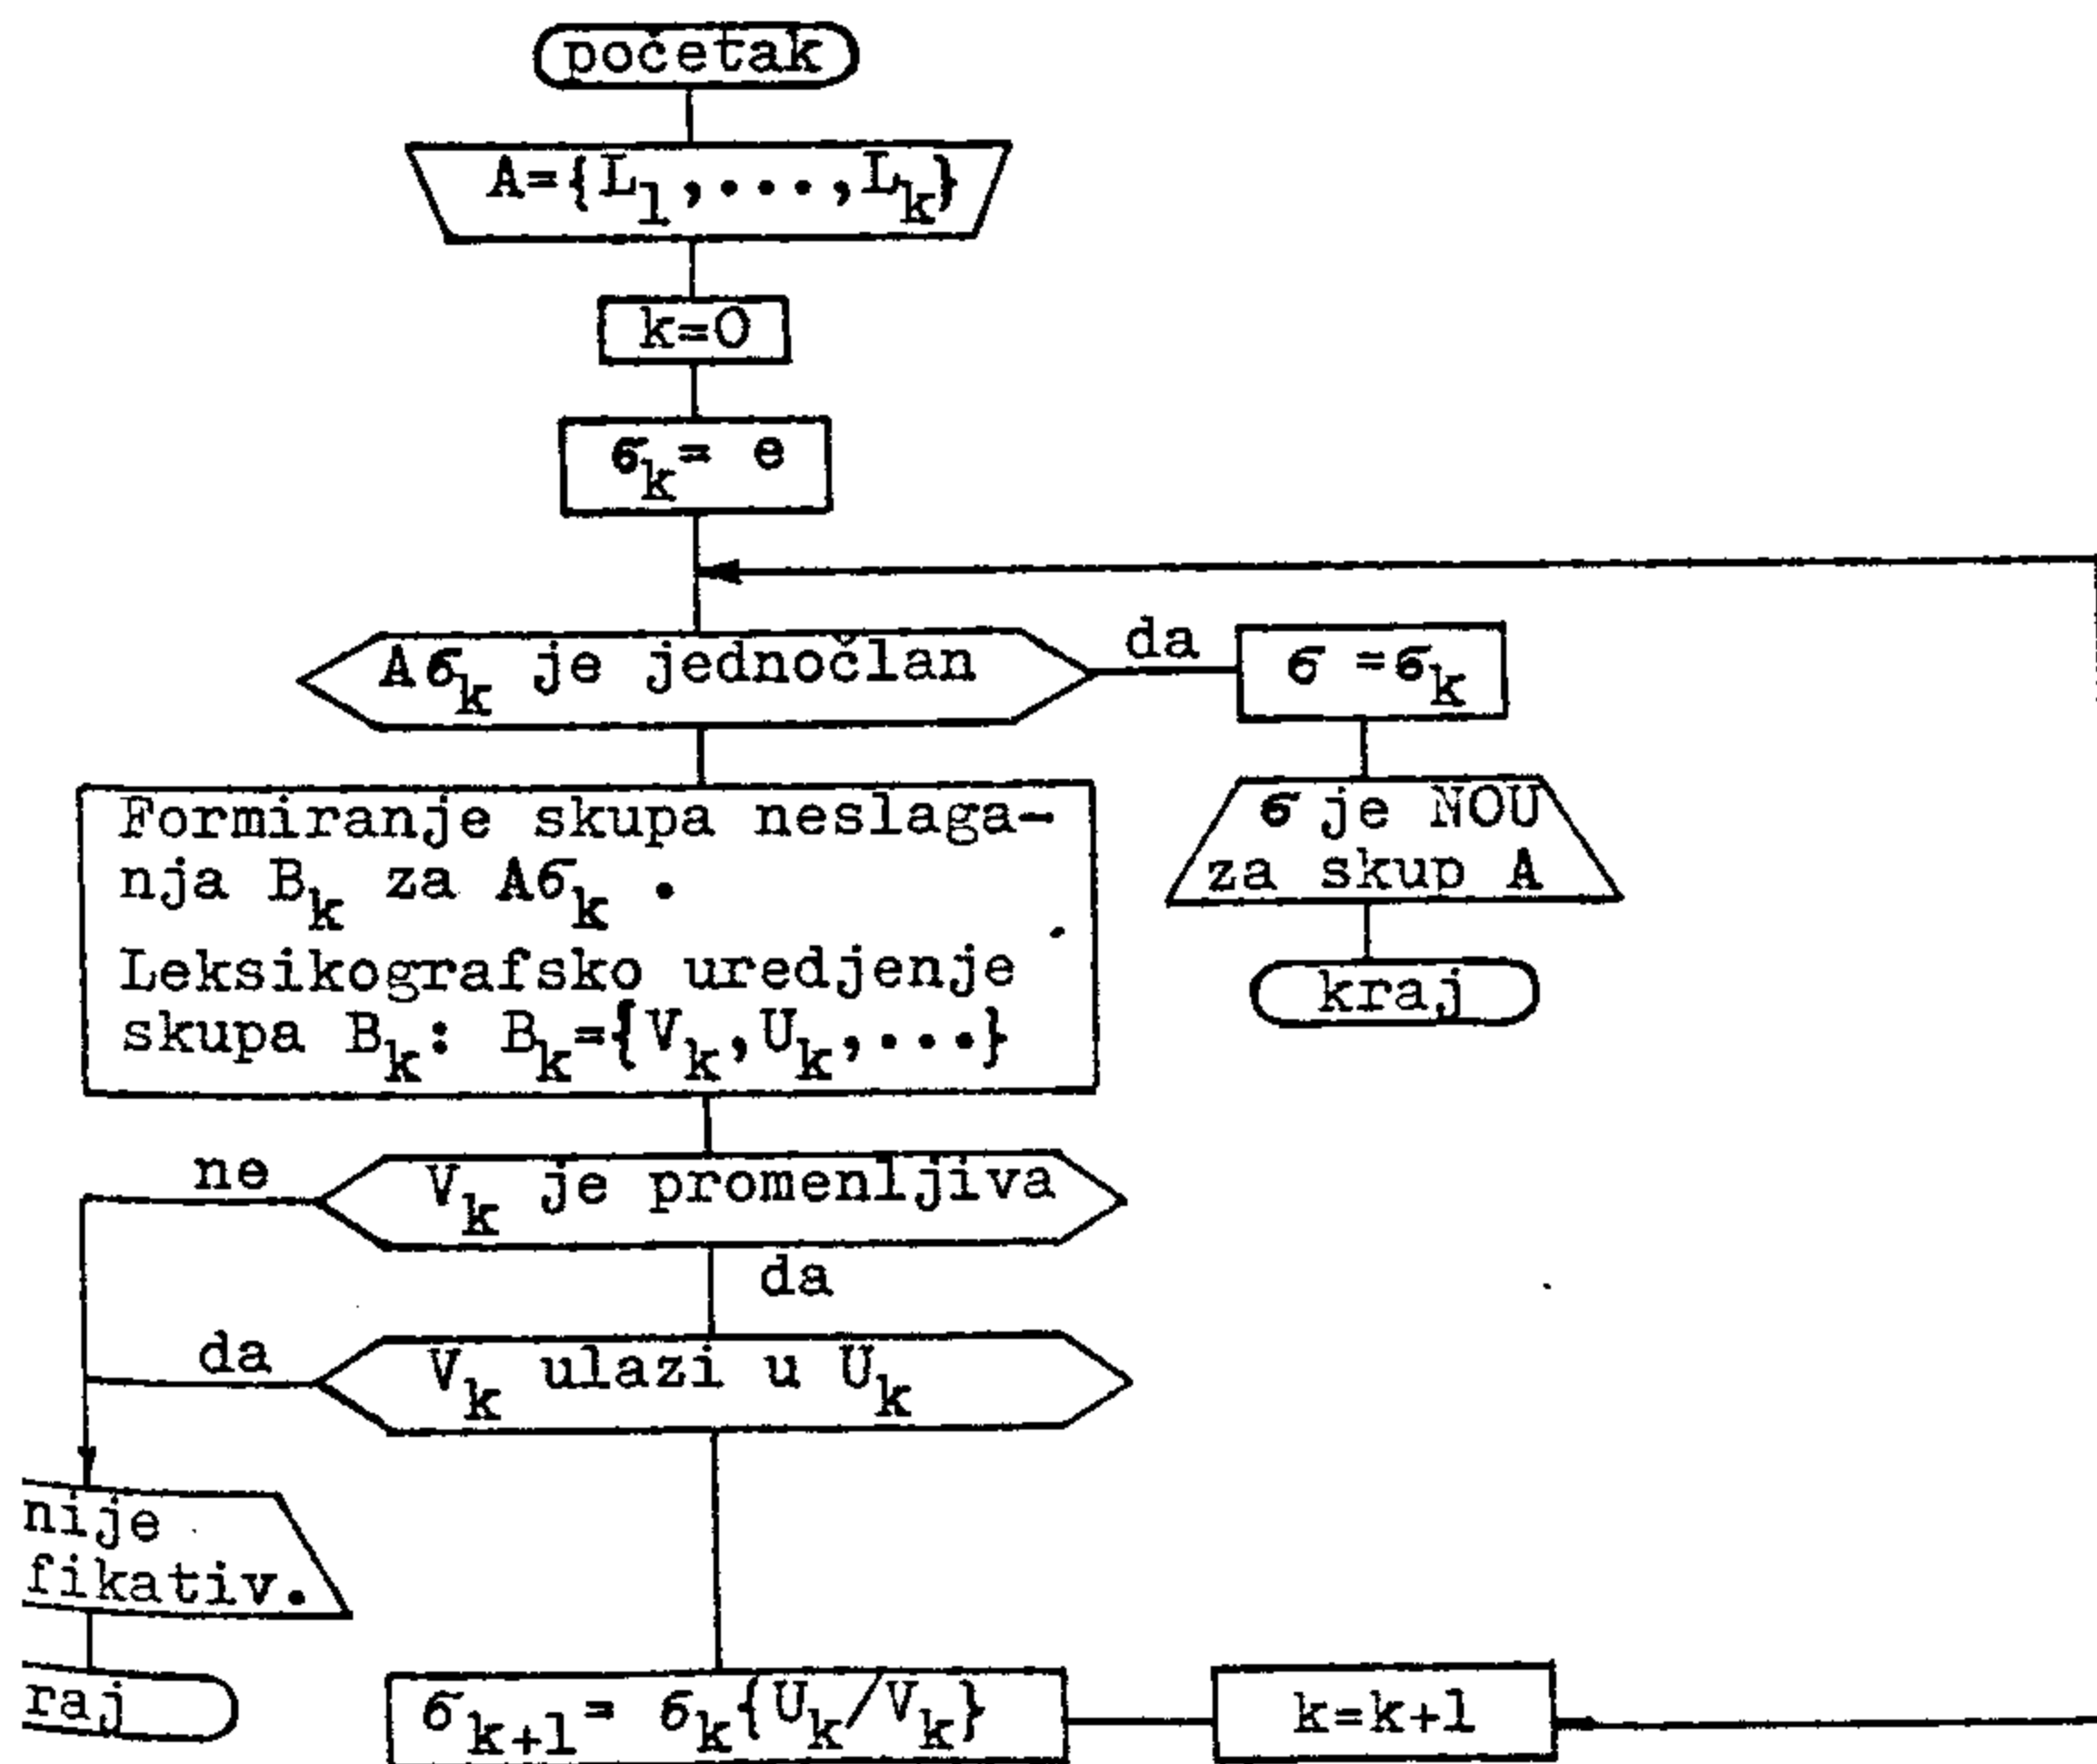 početak
A={L₁,...,Lₖ}
k=0
σₖ= e
Aσₖ je jednočlan
da
σ =σₖ
Formiranje skupa neslaga-
nja Bₖ za Aσₖ .
Leksikografsko uredjenje
skupa Bₖ: Bₖ={Vₖ,Uₖ,...}
σ je NOU
za skup A
kraj
ne
Vₖ je promenljiva
da
da
Vₖ ulazi u Uₖ
nije
fikativ.
raj
σₖ₊₁= σₖ{Uₖ/Vₖ}
k=k+1